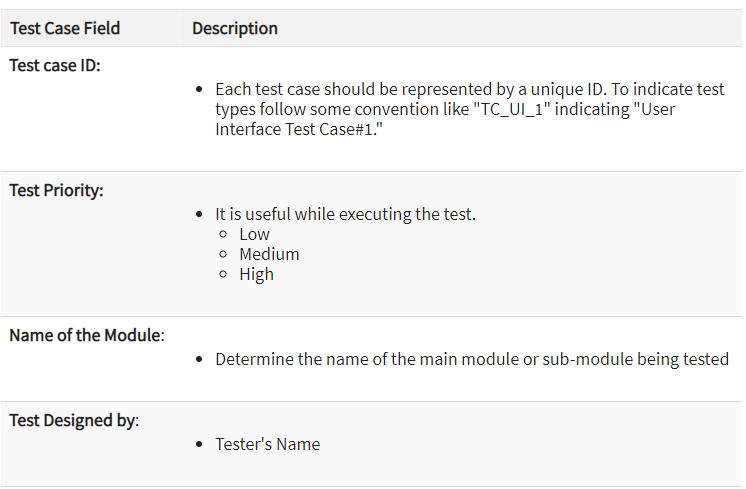 Test Case Field Description
Test case ID:
• Each test case should be represented by a unique ID. To indicate test
types follow some convention like "TC_UI_1" indicating "User
Interface Test Case#1."
Test Priority:
• It is useful while executing the test.
○ Low
○ Medium
○ High
Name of the Module:
• Determine the name of the main module or sub-module being tested
Test Designed by:
• Tester's Name